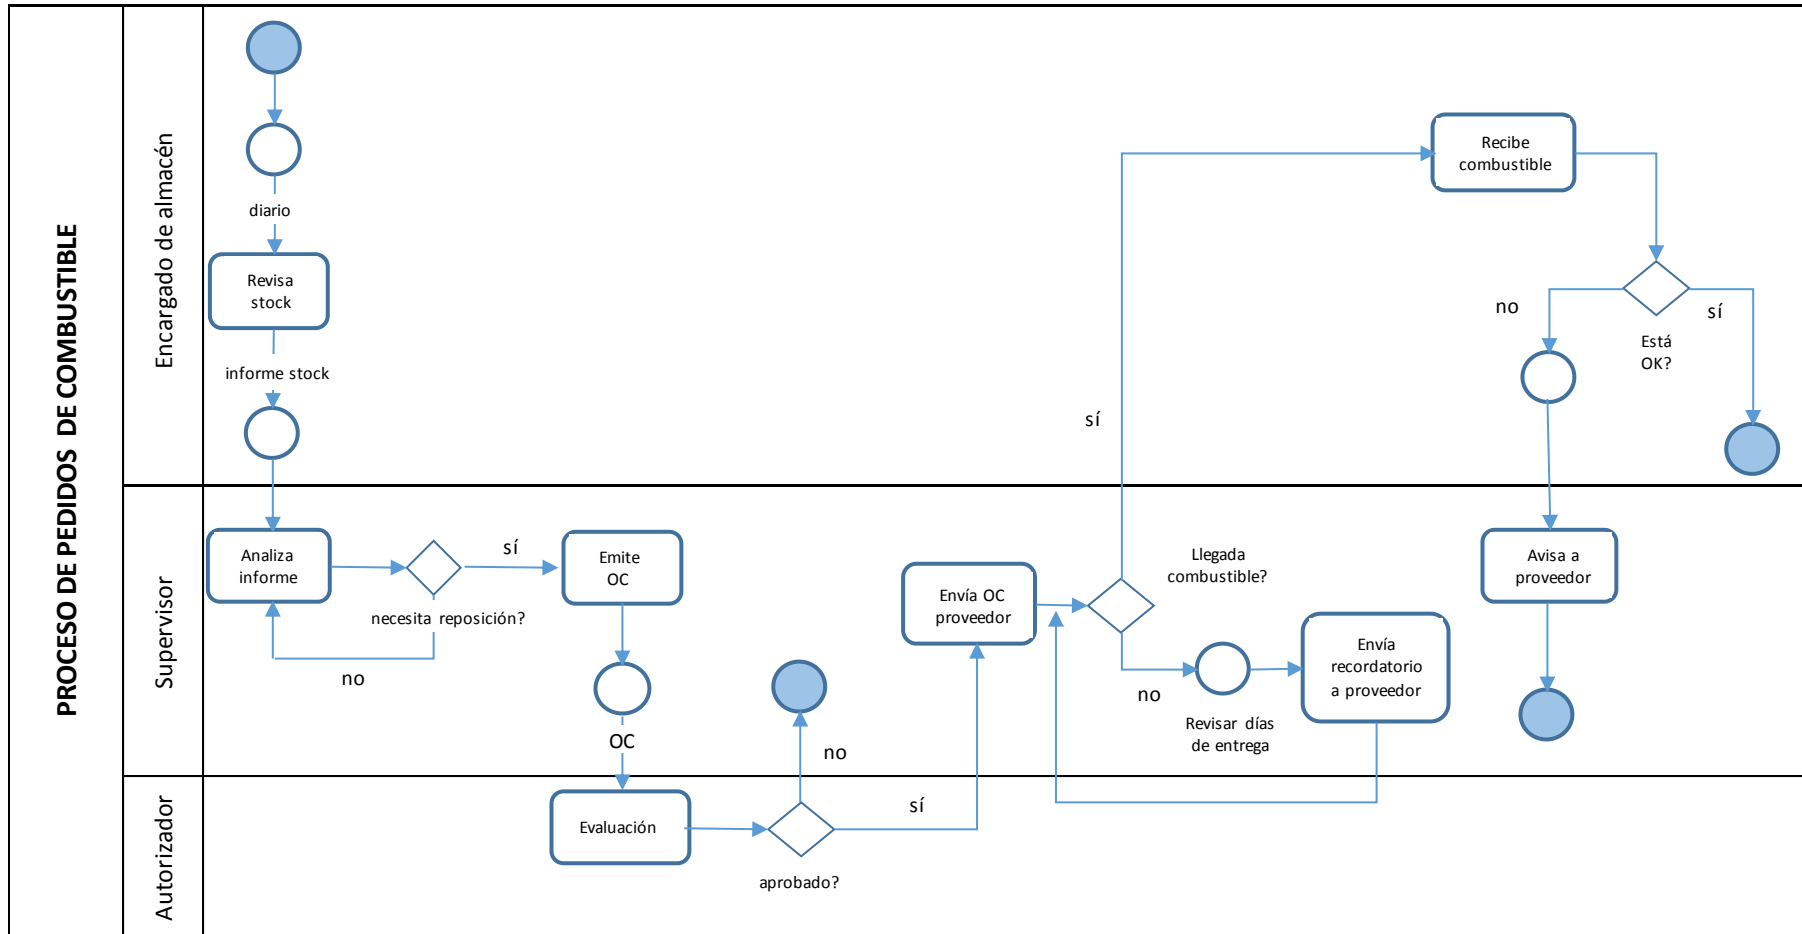 PROCESO DE PEDIDOS DE COMBUSTIBLE
Encargado de almacén
diario
Revisa
stock
informe stock
Recibe
combustible
no
sí
Está
OK?
sí
Supervisor
Analiza
informe
sí
necesita reposición?
no
Emite
OC
OC
no
Envía OC
proveedor
Llegada
combustible?
no
Revisar días
de entrega
Envía
recordatorio
a proveedor
Avisa a
proveedor
Autorizador
Evaluación
sí
aprobado?